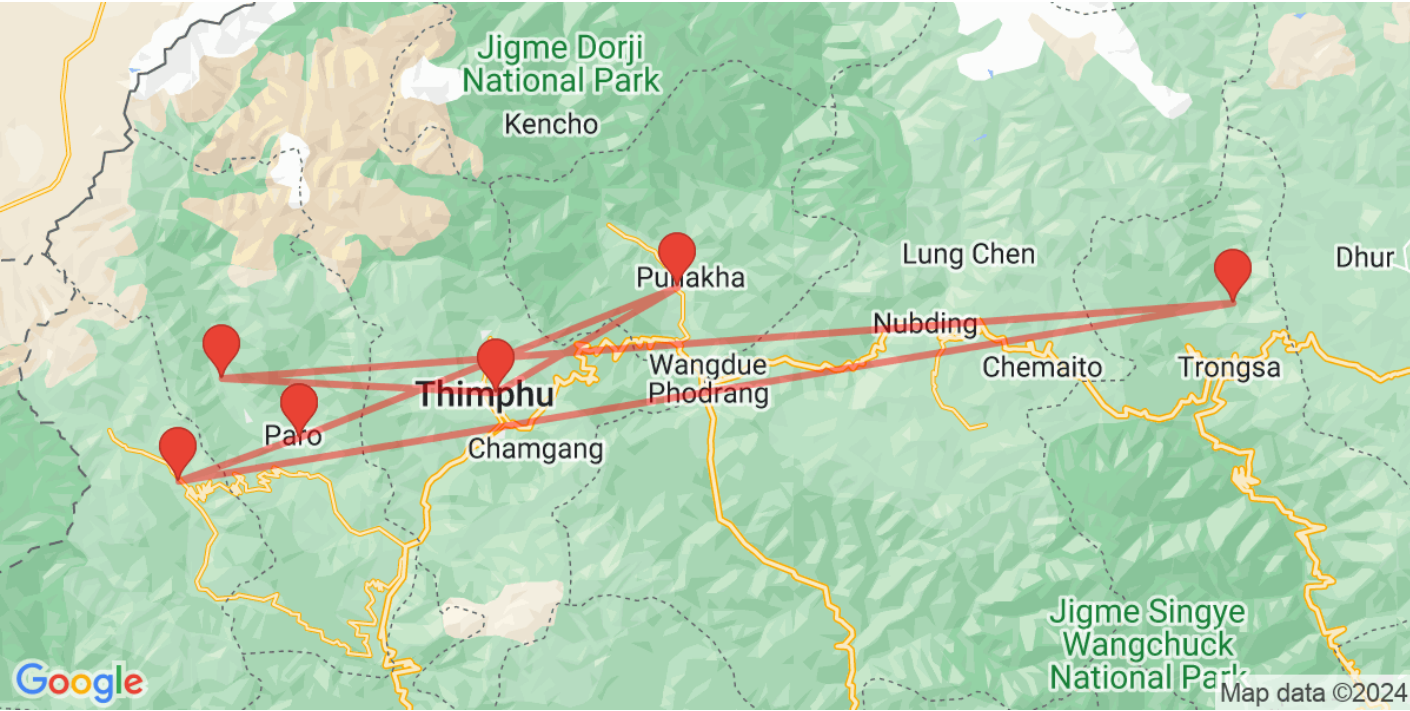 Jigme Dorji
National Park
Kencho
Punakha
Lung Chen
Dhur
Nubding
Wangdue
Phodrang
Chemaito
Trongsa
Thimphu
Paro
Chamgang
Jigme Singye
Wangchuck
National Park
Google
Map data ©2024